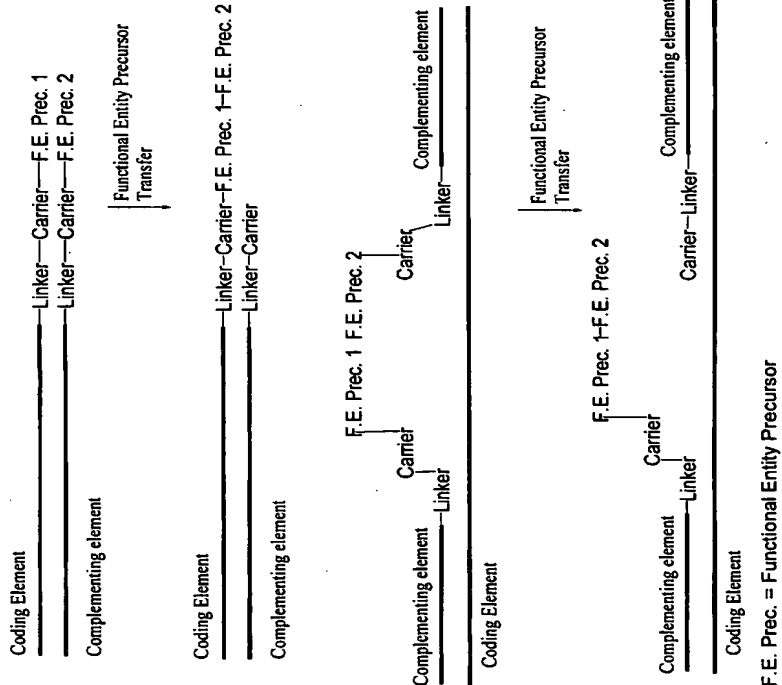 Coding Element
Linker—Carrier—F.E. Prec. 1
Linker—Carrier—F.E. Prec. 2
Complementing element
Functional Entity Precursor
Transfer
Coding Element
Linker–Carrier–F.E. Prec. 1–F.E. Prec. 2
Linker–Carrier
Complementing element
F.E. Prec. 1 F.E. Prec. 2
Carrier Carrier
Complementing element Linker Linker Complementing element
Coding Element
Functional Entity Precursor
Transfer
F.E. Prec. 1–F.E. Prec. 2
Carrier
Complementing element Linker Carrier–Linker Complementing element
Coding Element
F.E. Prec. = Functional Entity Precursor